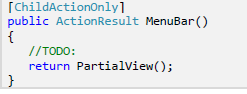 [ChildActionOnly]
public ActionResult MenuBar()
{
//TODO:
return PartialView();
}